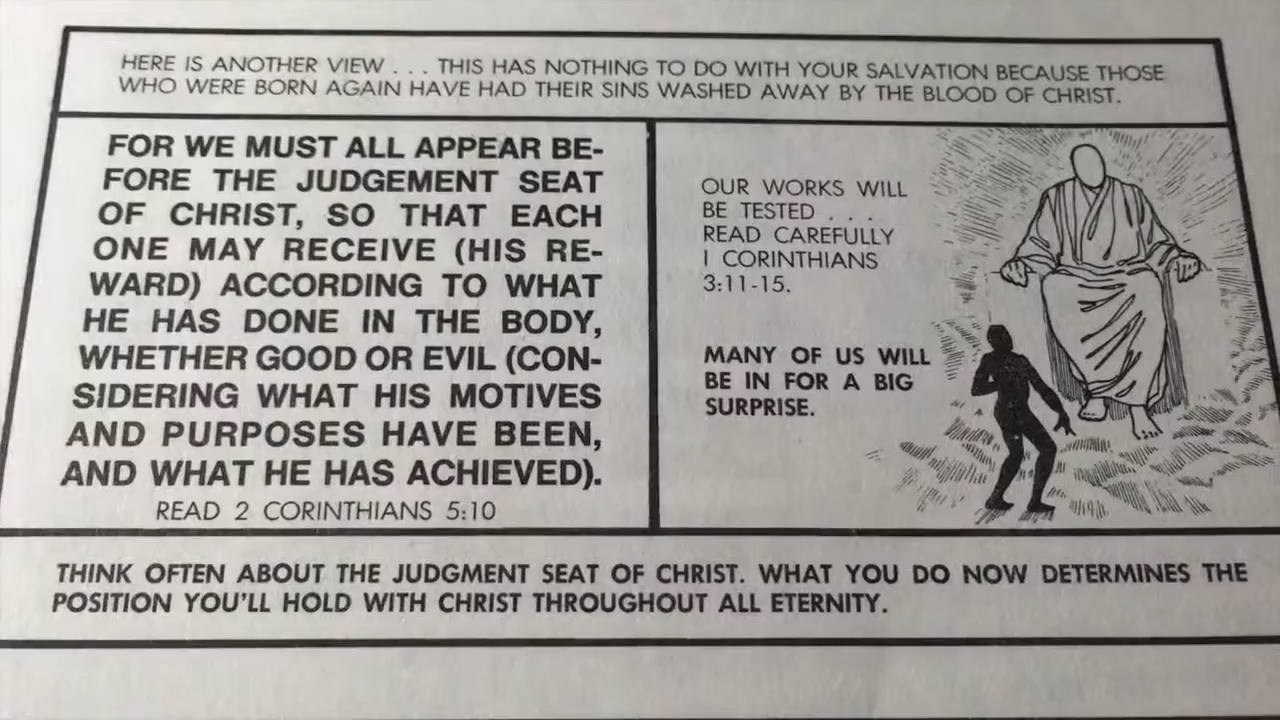 HERE IS ANOTHER VIEW . . . THIS HAS NOTHING TO DO WITH YOUR SALVATION BECAUSE THOSE
WHO WERE BORN AGAIN HAVE HAD THEIR SINS WASHED AWAY BY THE BLOOD OF CHRIST.
FOR WE MUST ALL APPEAR BE-
FORE THE JUDGEMENT SEAT
OF CHRIST, SO THAT EACH
ONE MAY RECEIVE (HIS RE-
WARD) ACCORDING TO WHAT
HE HAS DONE IN THE BODY,
WHETHER GOOD OR EVIL (CON-
SIDERING WHAT HIS MOTIVES
AND PURPOSES HAVE BEEN,
AND WHAT HE HAS ACHIEVED).
READ 2 CORINTHIANS 5:10
OUR WORKS WILL
BE TESTED . . .
READ CAREFULLY
I CORINTHIANS
3:11-15.
MANY OF US WILL
BE IN FOR A BIG
SURPRISE.
THINK OFTEN ABOUT THE JUDGMENT SEAT OF CHRIST. WHAT YOU DO NOW DETERMINES THE
POSITION YOU'LL HOLD WITH CHRIST THROUGHOUT ALL ETERNITY.